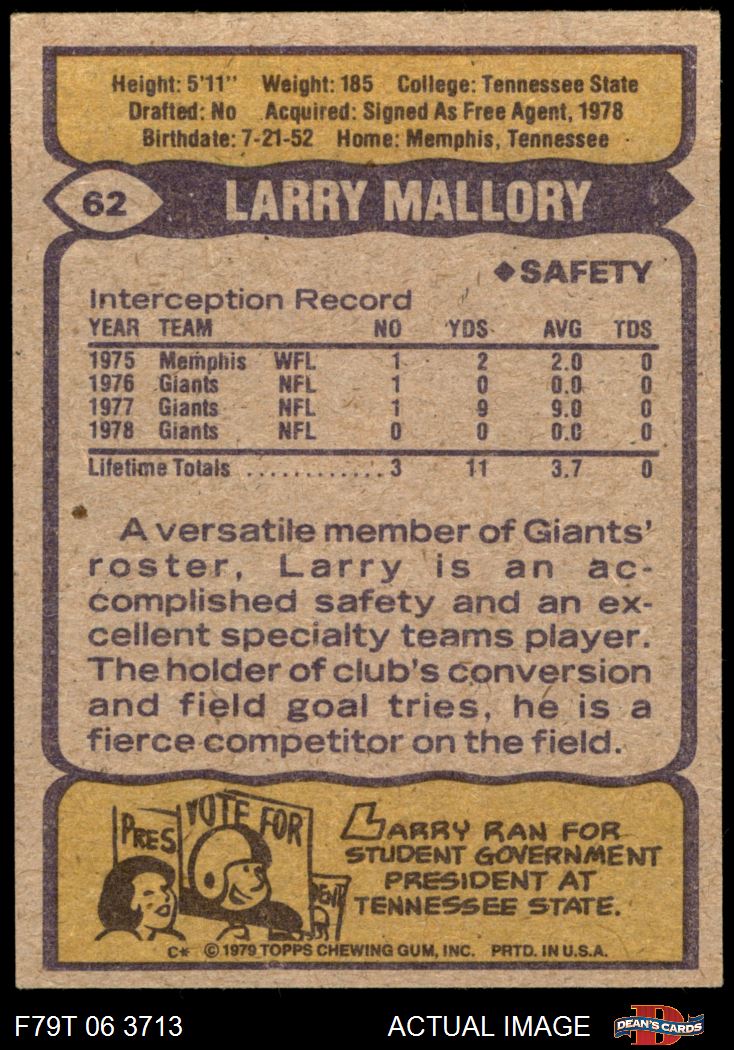 Height: 5'11" Weight: 185 College: Tennessee State
Drafted: No Acquired: Signed As Free Agent, 1978
Birthdate: 7-21-52 Home: Memphis, Tennessee
62 LARRY MALLORY
◆SAFETY
Interception Record
YEAR TEAM NO YDS AVG TDS
1975 Memphis WFL 1 2 2.0 0
1976 Giants NFL 1 0 0.0 0
1977 Giants NFL 1 9 9.0 0
1978 Giants NFL 0 0 0.0 0
Lifetime Totals ............3 11 3.7 0
A versatile member of Giants'
roster, Larry is an ac-
complished safety and an ex-
cellent specialty teams player.
The holder of club's conversion
and field goal tries, he is a
fierce competitor on the field.
PRES
VOTE FOR
DENT
LARRY RAN FOR
STUDENT GOVERNMENT
PRESIDENT AT
TENNESSEE STATE.
C* © 1979 TOPPS CHEWING GUM, INC. PRTD. IN U.S.A.
F79T 06 3713 ACTUAL IMAGE D DEAN'S CARDS